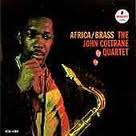 AFRICA/BRASS THE
JOHN COLTRANE
QUARTET